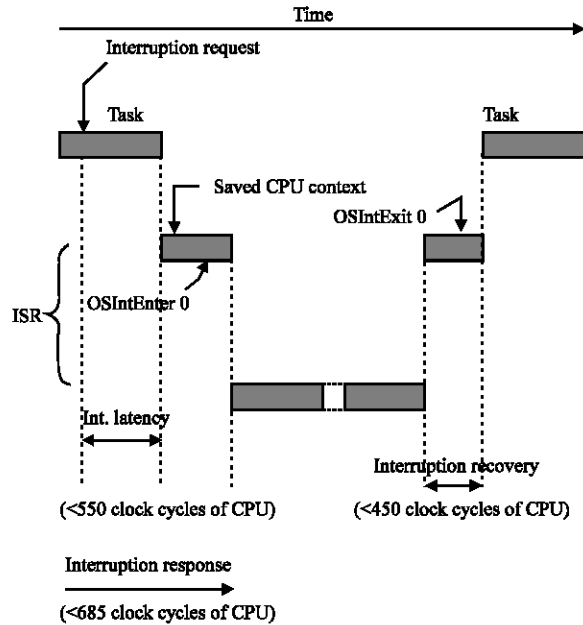 Time
Interruption request
Task
Task
Saved CPU context
OSIntExit 0
OSIntEnter 0
ISR
Int. latency
Interruption recovery
(<550 clock cycles of CPU)
(<450 clock cycles of CPU)
Interruption response
(<685 clock cycles of CPU)